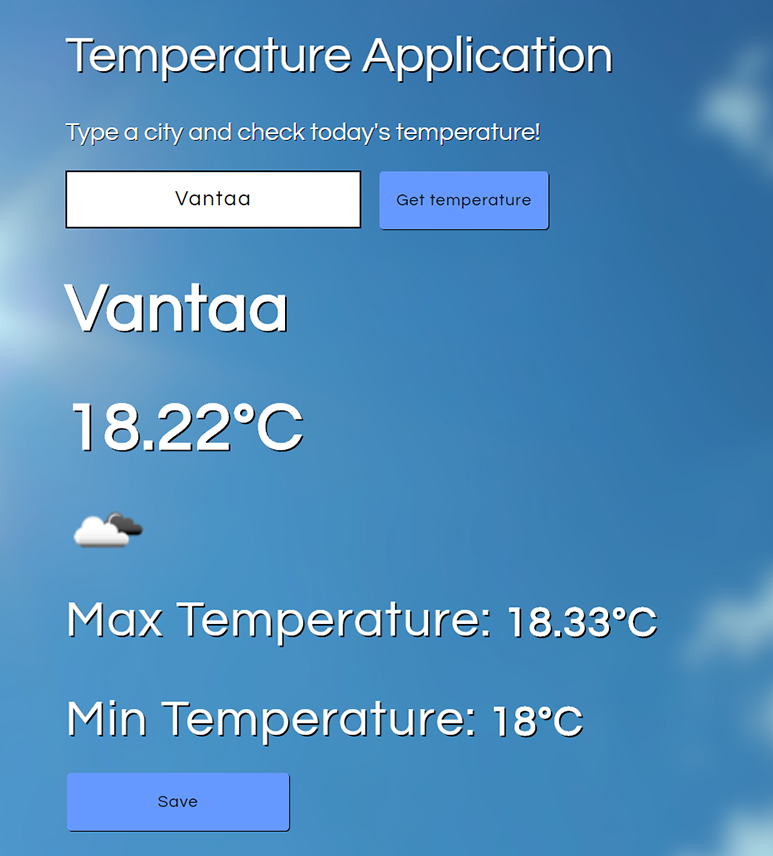 Temperature Application
Type a city and check today's temperature!
Vantaa Get temperature
Vantaa
18.22°C
Max Temperature: 18.33°C
Min Temperature: 18°C
Save